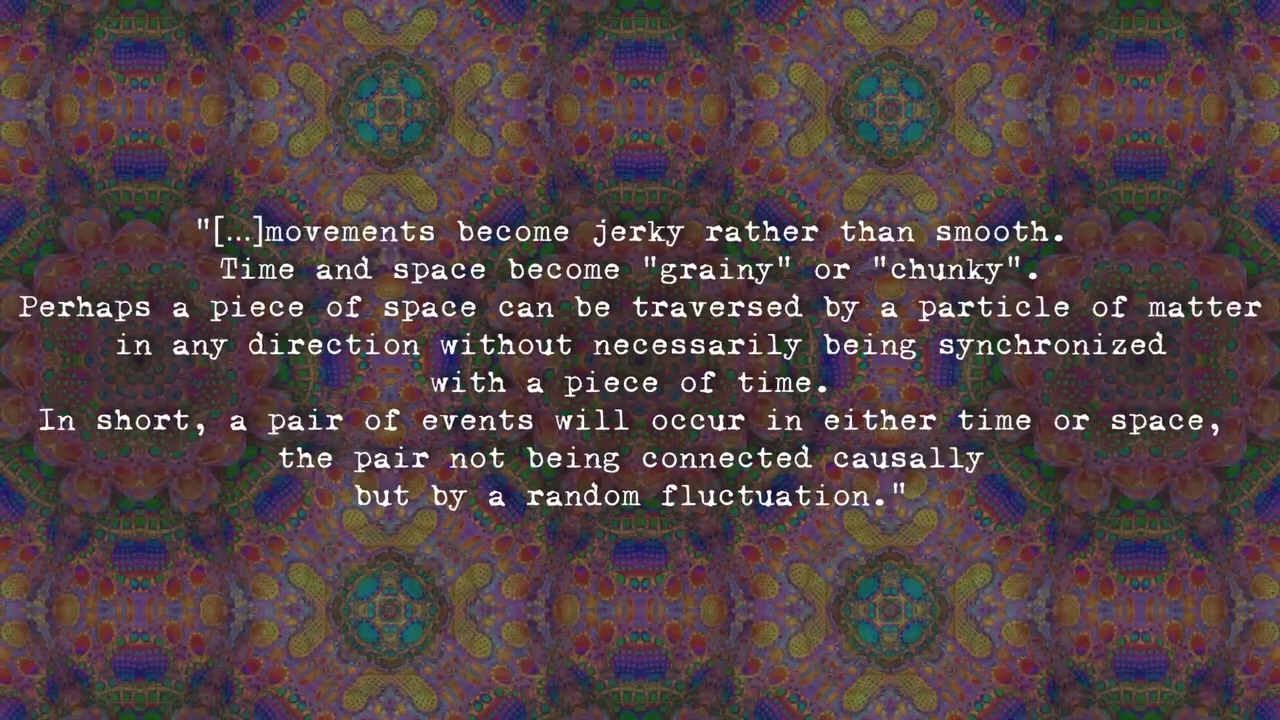 "[...]movements become jerky rather than smooth.
Time and space become "grainy" or "chunky".
Perhaps a piece of space can be traversed by a particle of matter
in any direction without necessarily being synchronized
with a piece of time.
In short, a pair of events will occur in either time or space,
the pair not being connected causally
but by a random fluctuation."